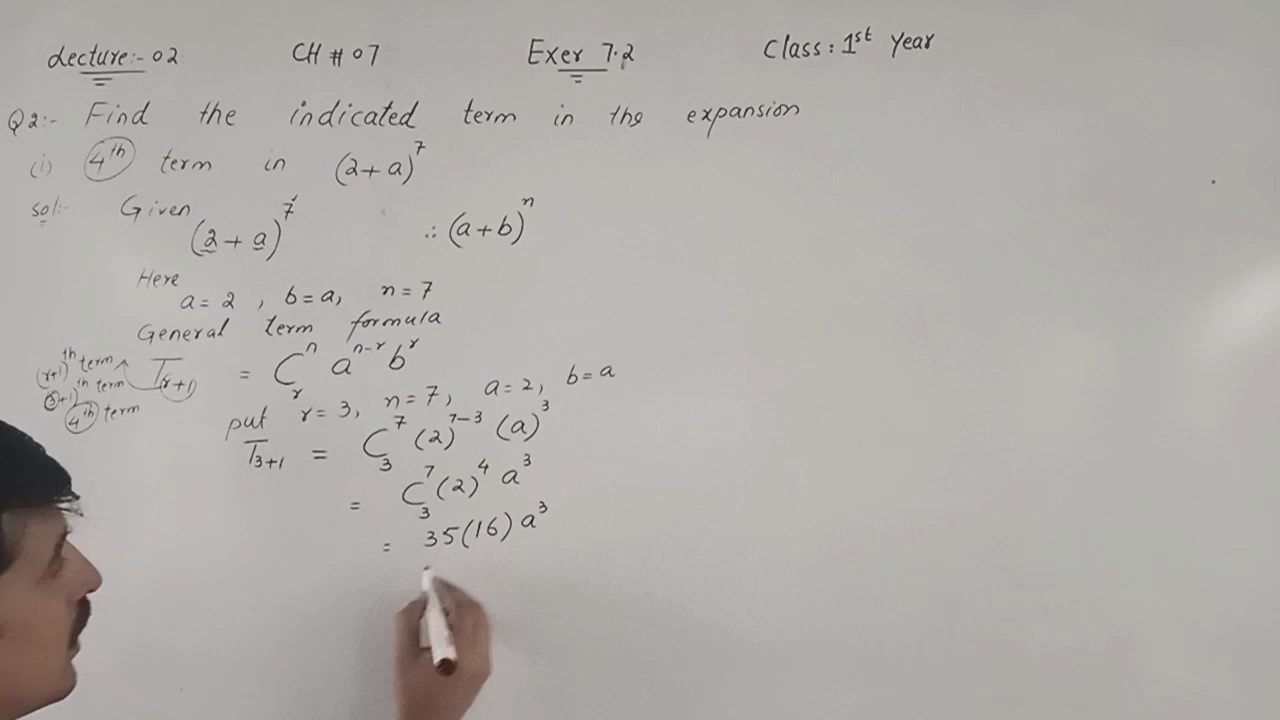 Lecture:- 02 CH # 07 Exer 7.2 Class: 1st Year
Q2:- Find the indicated term in the expansion
(i) 4th term in (2+a)^7
Sol:- Given
(2+a)^7 ∴ (a+b)^n
Here
a=2, b=a, n=7
General term formula
T_{r+1} = C^n_r a^{n-r} b^r
(r+1)th term
(3+1)th term
4th term
put r=3, n=7, a=2, b=a
T_{3+1} = C^7_3 (2)^{7-3} (a)^3
= C^7_3 (2)^4 a^3
= 35(16) a^3